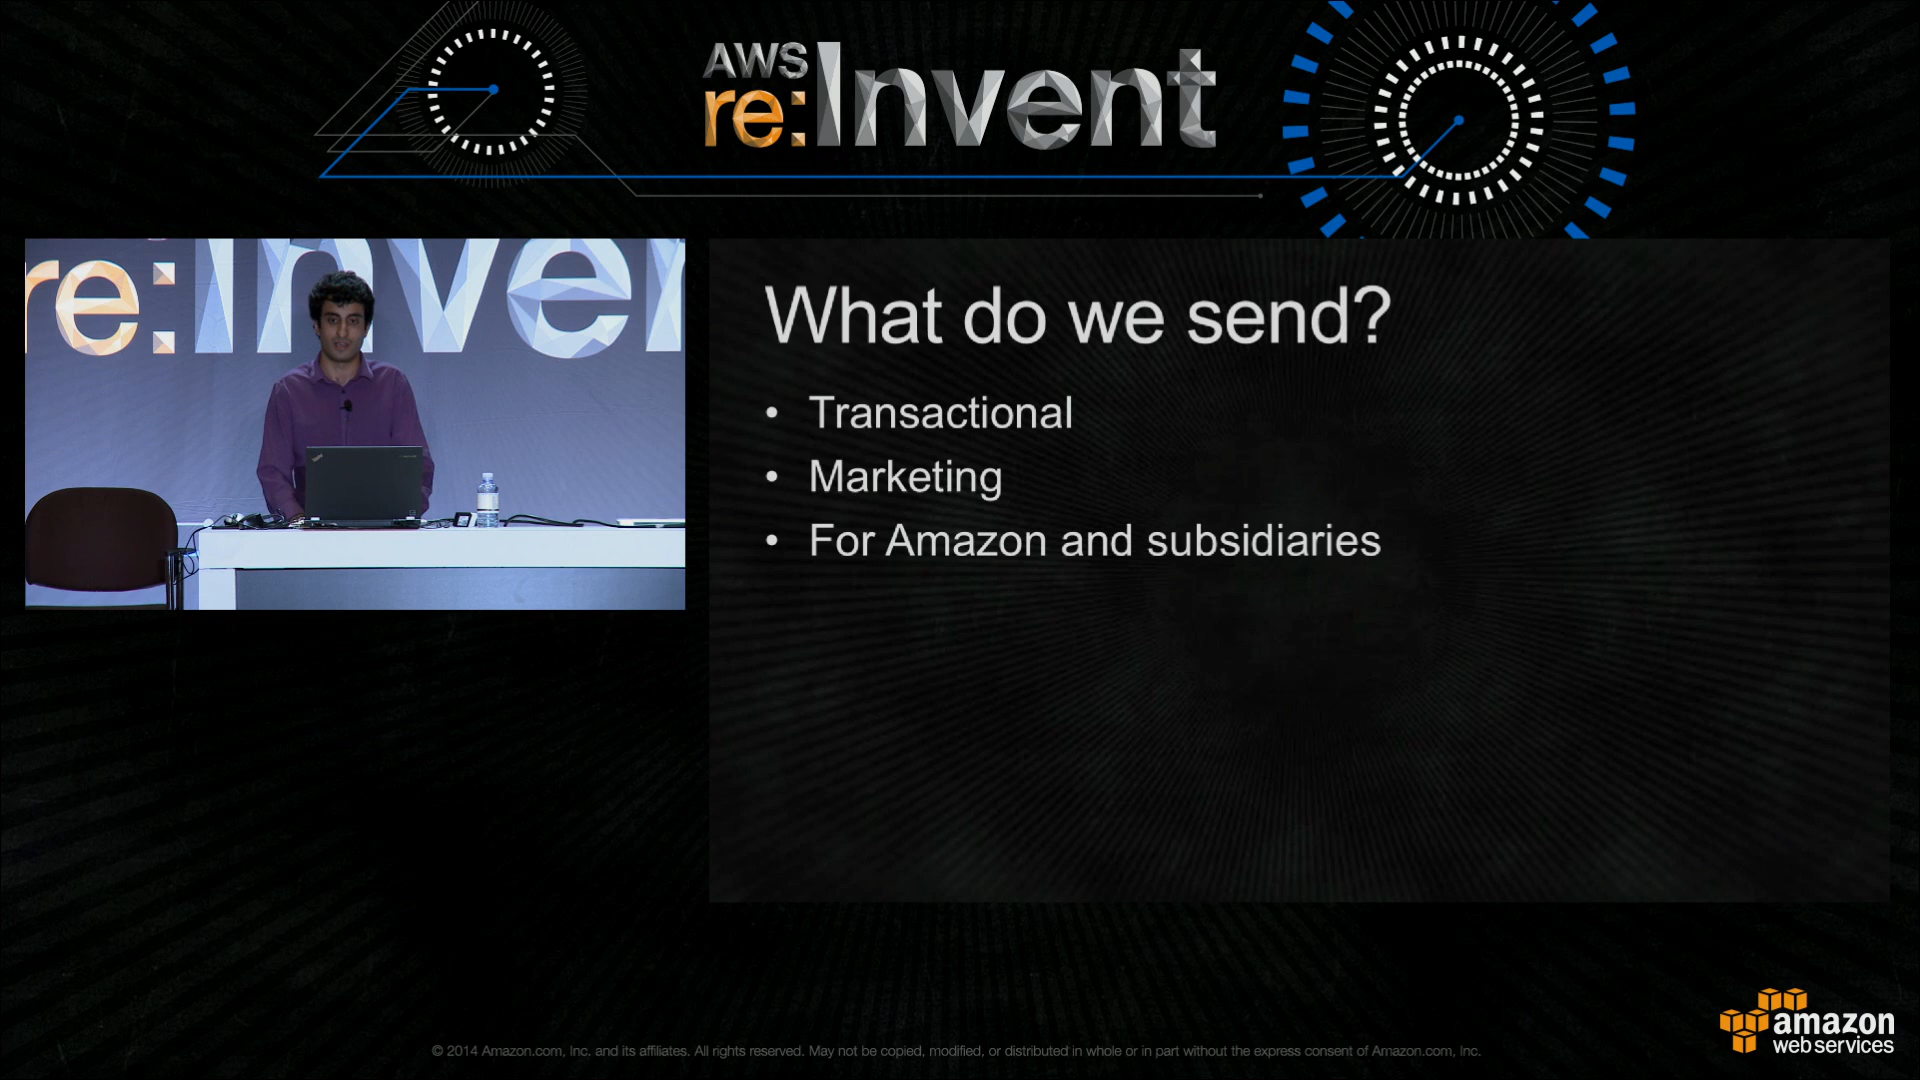 AWS
re:Invent
re:Inven
What do we send?
• Transactional
• Marketing
• For Amazon and subsidiaries
amazon
web services
© 2014 Amazon.com, Inc. and its affiliates. All rights reserved. May not be copied, modified, or distributed in whole or in part without the express consent of Amazon.com, Inc.